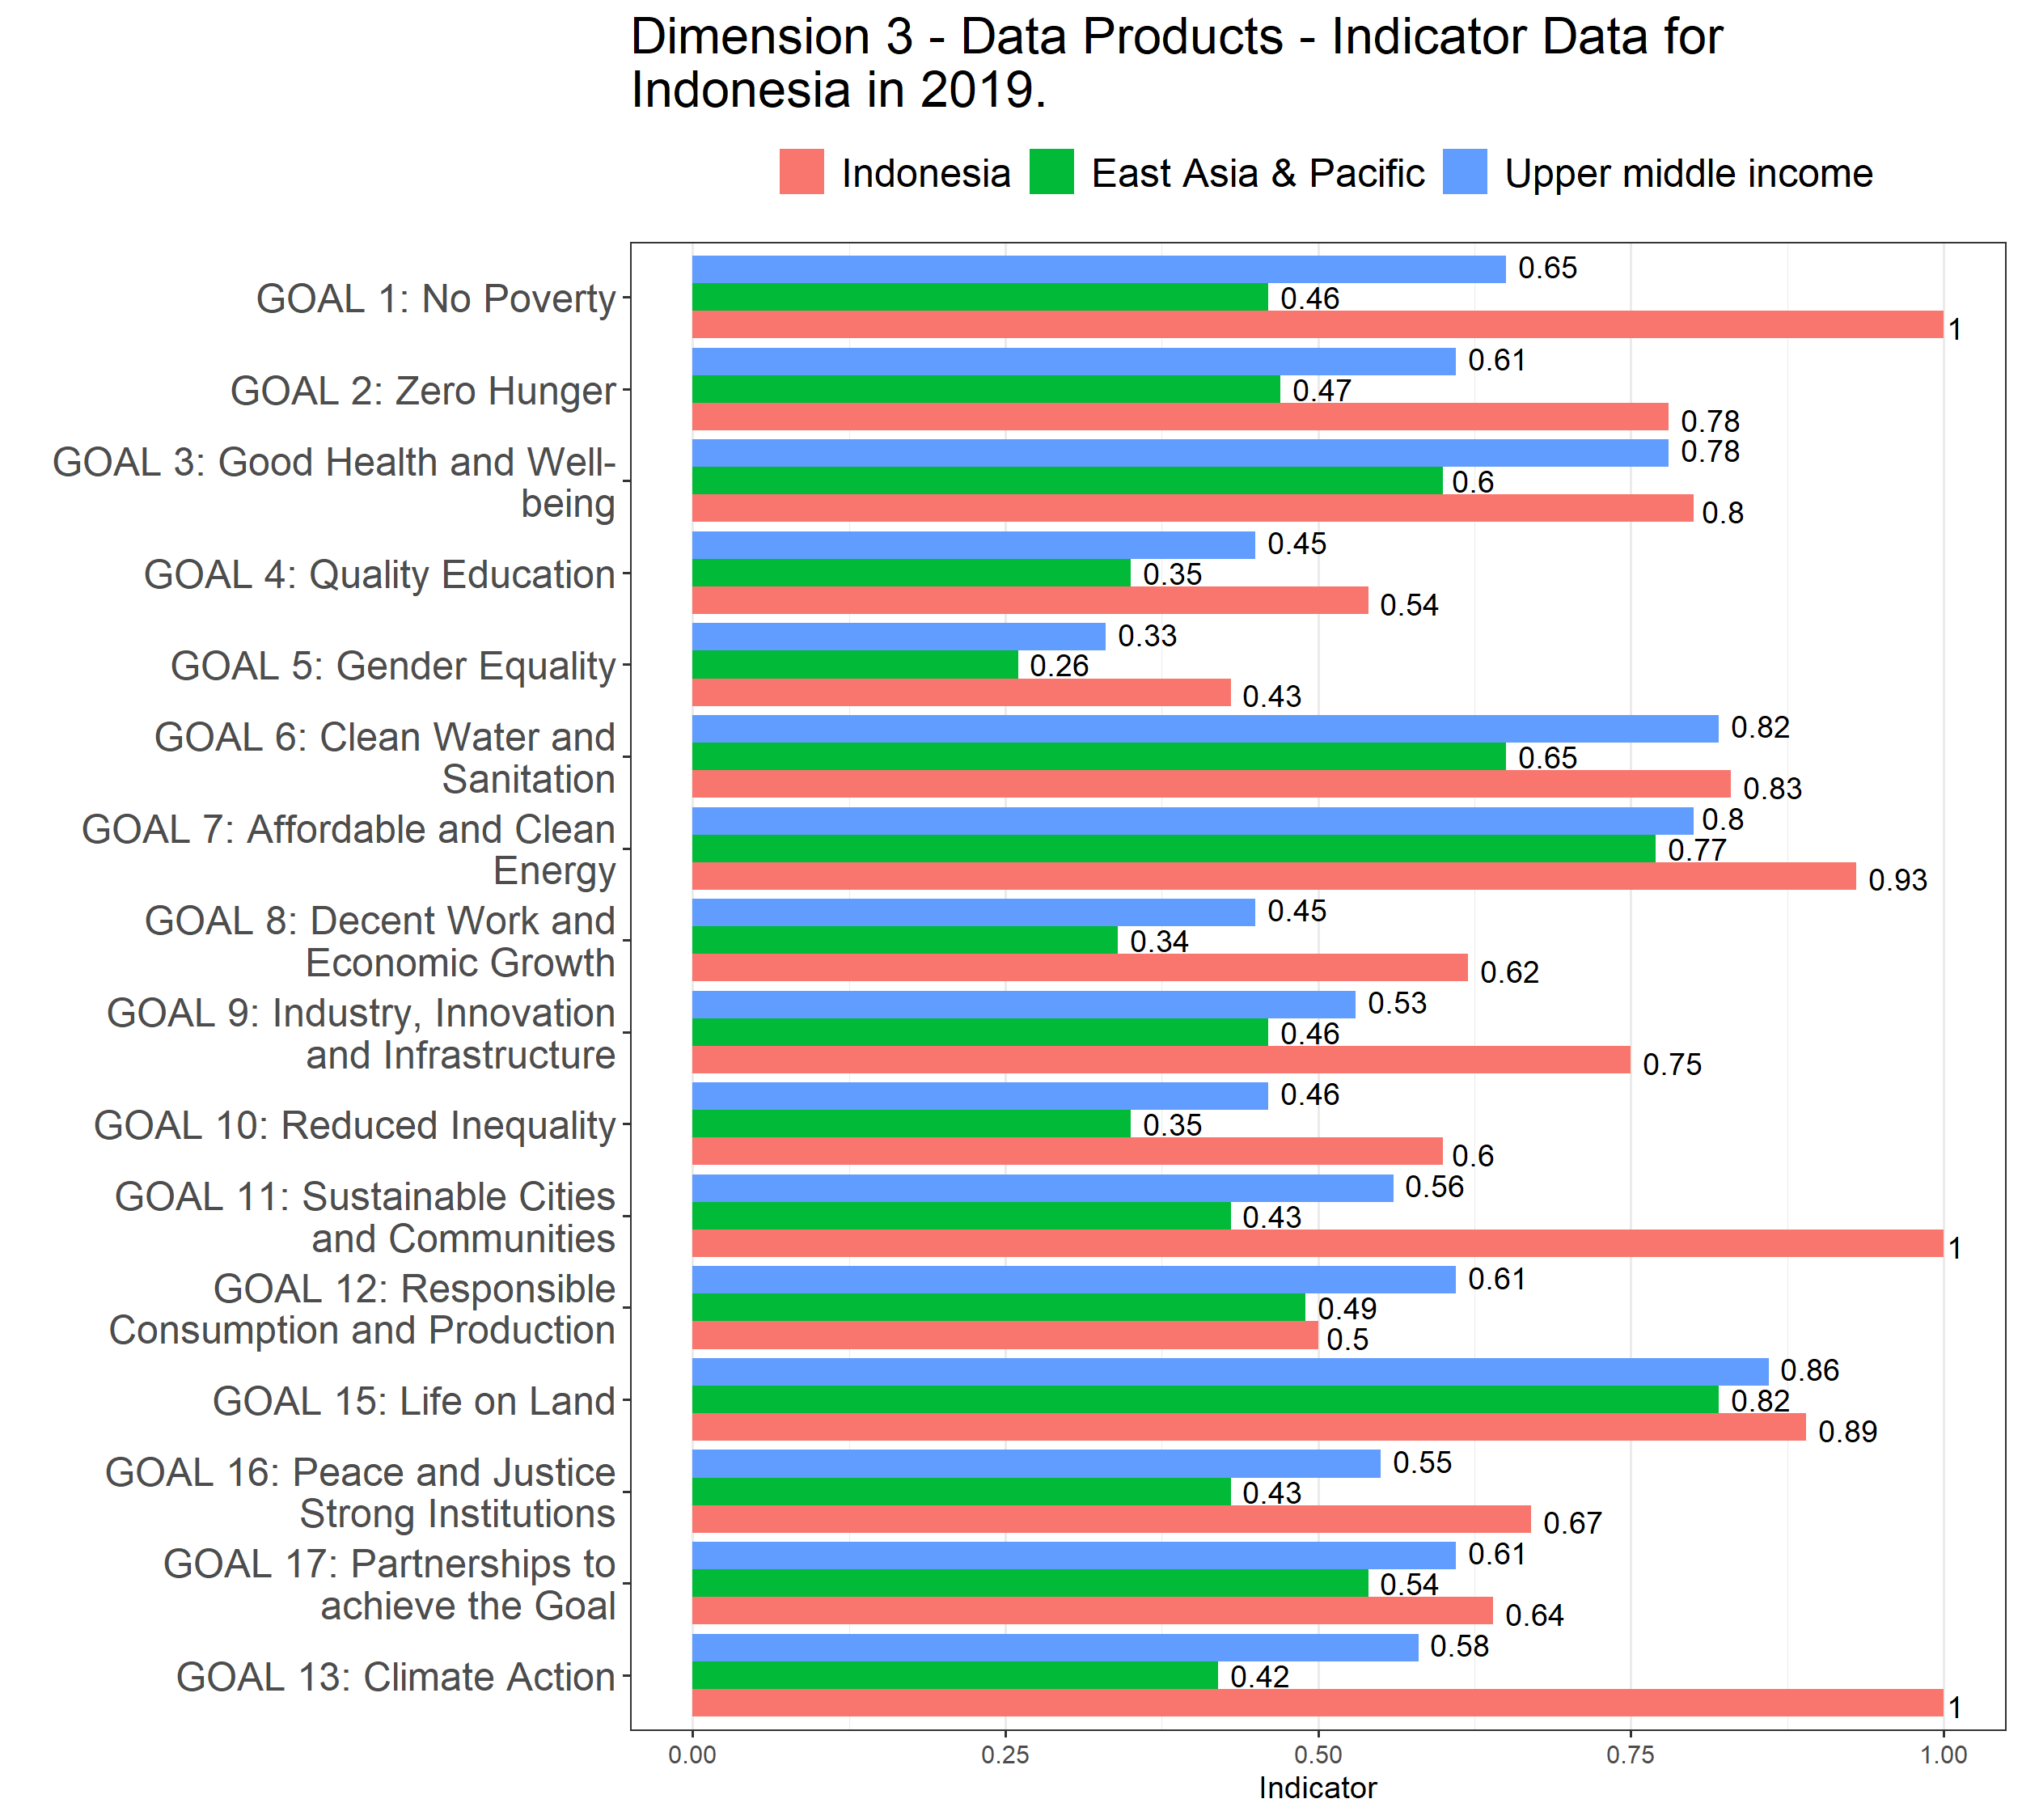 Dimension 3 - Data Products - Indicator Data for
Indonesia in 2019.
Indonesia East Asia & Pacific Upper middle income
GOAL 1: No Poverty
0.65
0.46
1
GOAL 2: Zero Hunger
0.61
0.47
0.78
GOAL 3: Good Health and Well-
being
0.78
0.6
0.8
GOAL 4: Quality Education
0.45
0.35
0.54
GOAL 5: Gender Equality
0.33
0.26
0.43
GOAL 6: Clean Water and
Sanitation
0.82
0.65
0.83
GOAL 7: Affordable and Clean
Energy
0.8
0.77
0.93
GOAL 8: Decent Work and
Economic Growth
0.45
0.34
0.62
GOAL 9: Industry, Innovation
and Infrastructure
0.53
0.46
0.75
GOAL 10: Reduced Inequality
0.46
0.35
0.6
GOAL 11: Sustainable Cities
and Communities
0.56
0.43
1
GOAL 12: Responsible
Consumption and Production
0.61
0.49
0.5
GOAL 15: Life on Land
0.86
0.82
0.89
GOAL 16: Peace and Justice
Strong Institutions
0.55
0.43
0.67
GOAL 17: Partnerships to
achieve the Goal
0.61
0.54
0.64
GOAL 13: Climate Action
0.58
0.42
1
0.00 0.25 0.50 0.75 1.00
Indicator